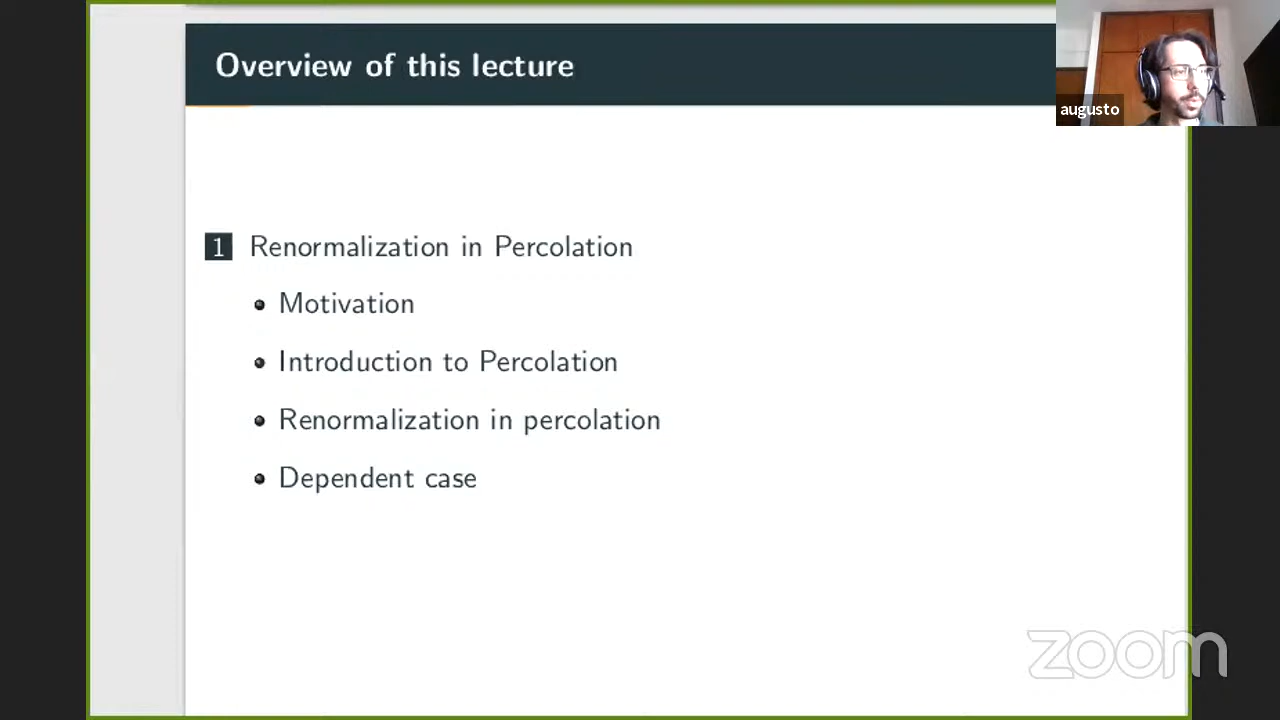 Overview of this lecture
augusto
1 Renormalization in Percolation
• Motivation
• Introduction to Percolation
• Renormalization in percolation
• Dependent case
zoom